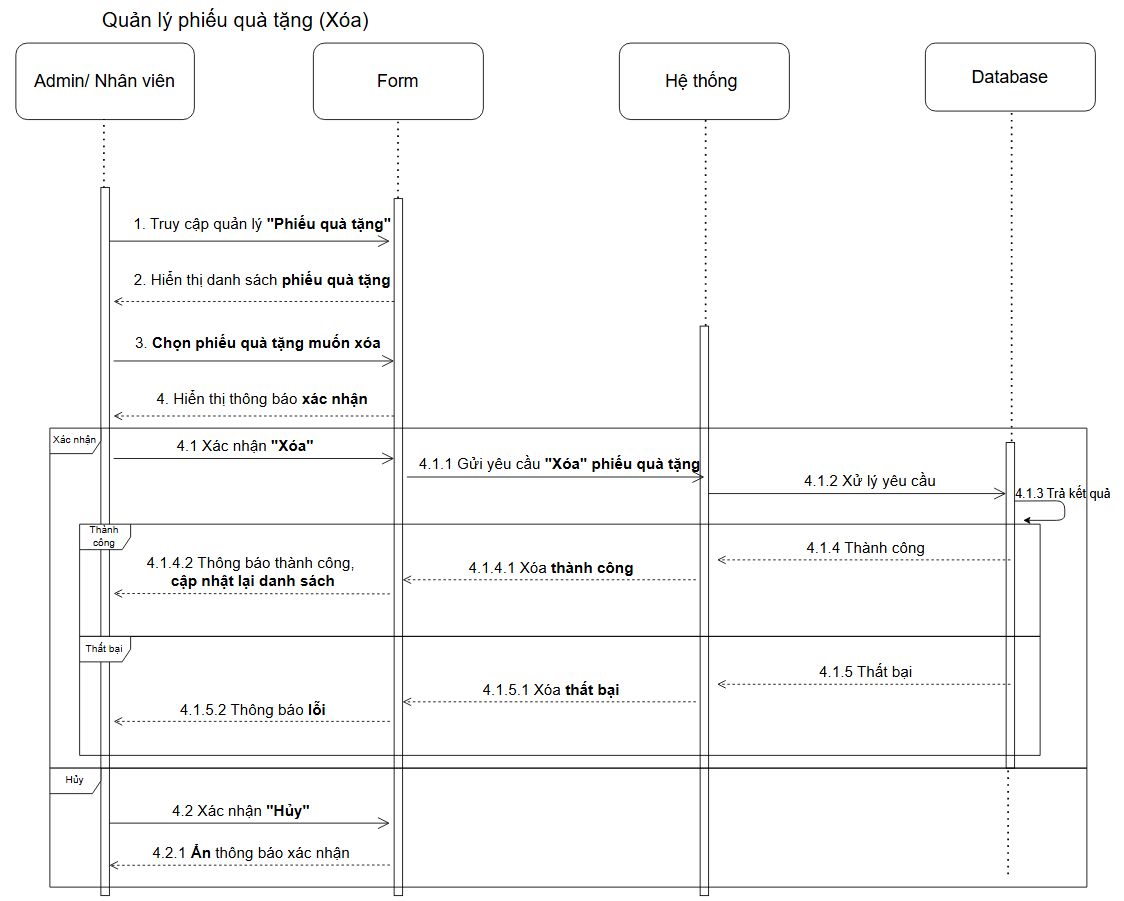 Quản lý phiếu quà tặng (Xóa)
Admin/ Nhân viên
Form
Hệ thống
Database
1. Truy cập quản lý "Phiếu quà tặng"
2. Hiển thị danh sách phiếu quà tặng
3. Chọn phiếu quà tặng muốn xóa
4. Hiển thị thông báo xác nhận
Xác nhận
4.1 Xác nhận "Xóa"
4.1.1 Gửi yêu cầu "Xóa" phiếu quà tặng
4.1.2 Xử lý yêu cầu
4.1.3 Trả kết quả
Thành
công
4.1.4 Thành công
4.1.4.1 Xóa thành công
4.1.4.2 Thông báo thành công,
cập nhật lại danh sách
Thất bại
4.1.5 Thất bại
4.1.5.1 Xóa thất bại
4.1.5.2 Thông báo lỗi
Hủy
4.2 Xác nhận "Hủy"
4.2.1 Ẩn thông báo xác nhận